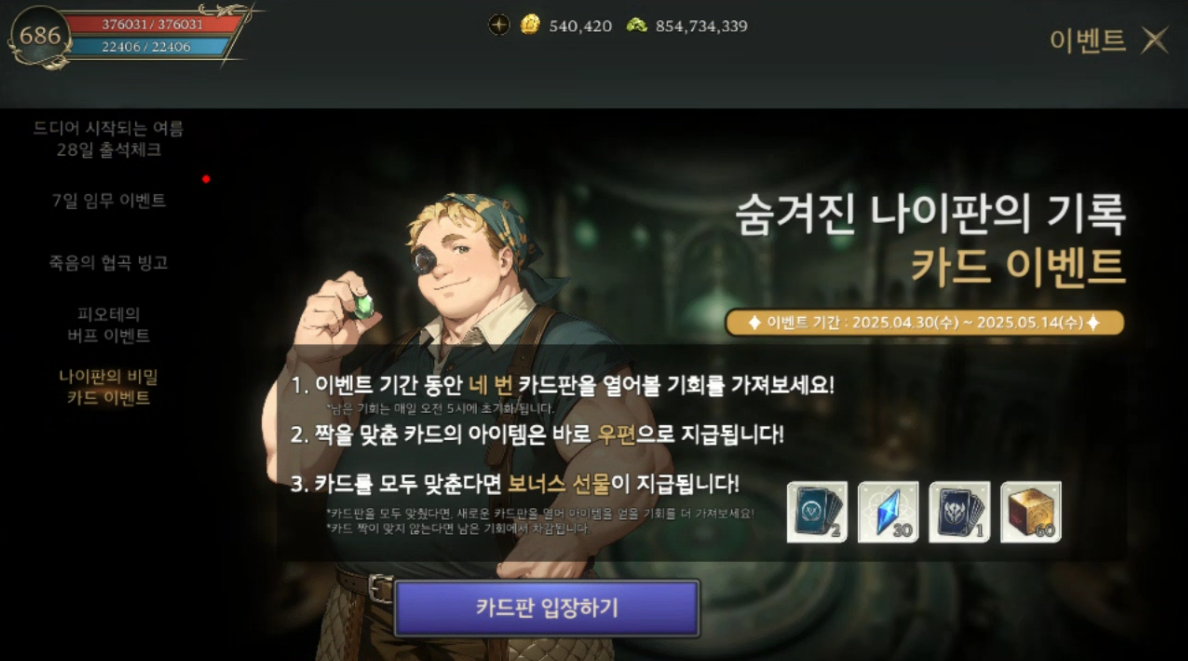 686
376031/376031
22406/22406
540,420
854,734,339
이벤트
드디어 시작되는 여름
28일 출석체크
7일 임무 이벤트
죽음의 협곡 빙고
피오테의
버프 이벤트
나이판의 비밀
카드 이벤트
숨겨진 나이판의 기록
카드 이벤트
이벤트 기간 : 2025.04.30(수) ~ 2025.05.14(수)
1. 이벤트 기간 동안 네 번 카드판을 열어볼 기회를 가져보세요!
*남은 기회는 매일 오전 5시에 초기화 됩니다.
2. 짝을 맞춘 카드의 아이템은 바로 우편으로 지급됩니다!
3. 카드를 모두 맞춘다면 보너스 선물이 지급됩니다!
*카드판을 모두 맞췄다면, 새로운 카드판을 열어 아이템을 얻을 기회를 더 가져보세요!
*카드 짝이 맞지 않는다면 남은 기회에서 차감됩니다.
2
30
1
60
카드판 입장하기